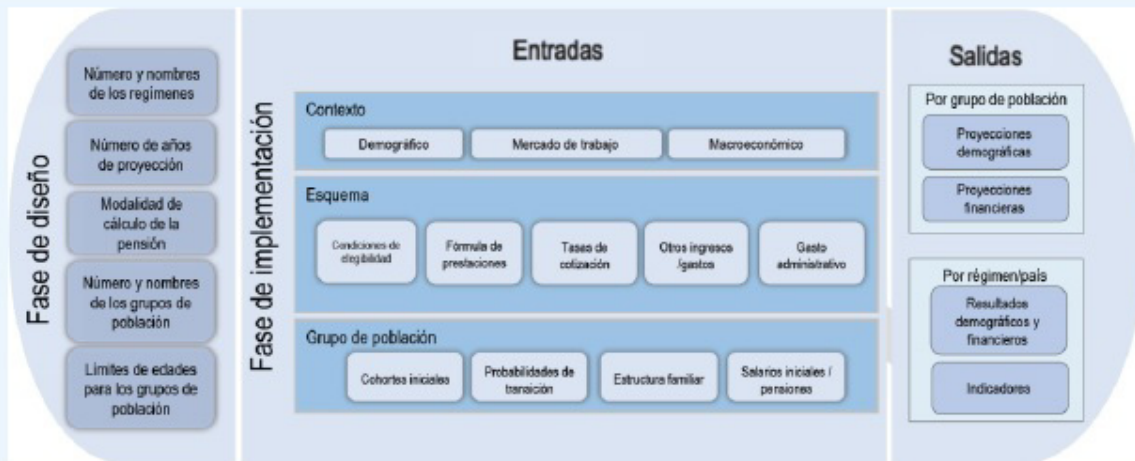 Fase de diseño
Número y nombres
de los regímenes
Número de años
de proyección
Modalidad de
cálculo de la
pensión
Número y nombres
de los grupos de
población
Límites de edades
para los grupos de
población
Fase de implementación
Entradas
Contexto
Demográfico
Mercado de trabajo
Macroeconómico
Esquema
Condiciones de
elegibilidad
Fórmula de
prestaciones
Tasas de
cotización
Otros ingresos
/gastos
Gasto
administrativo
Grupo de población
Cohortes iniciales
Probabilidades de
transición
Estructura familiar
Salarios iniciales /
pensiones
Salidas
Por grupo de población
Proyecciones
demográficas
Proyecciones
financieras
Por régimen/país
Resultados
demográficos y
financieros
Indicadores